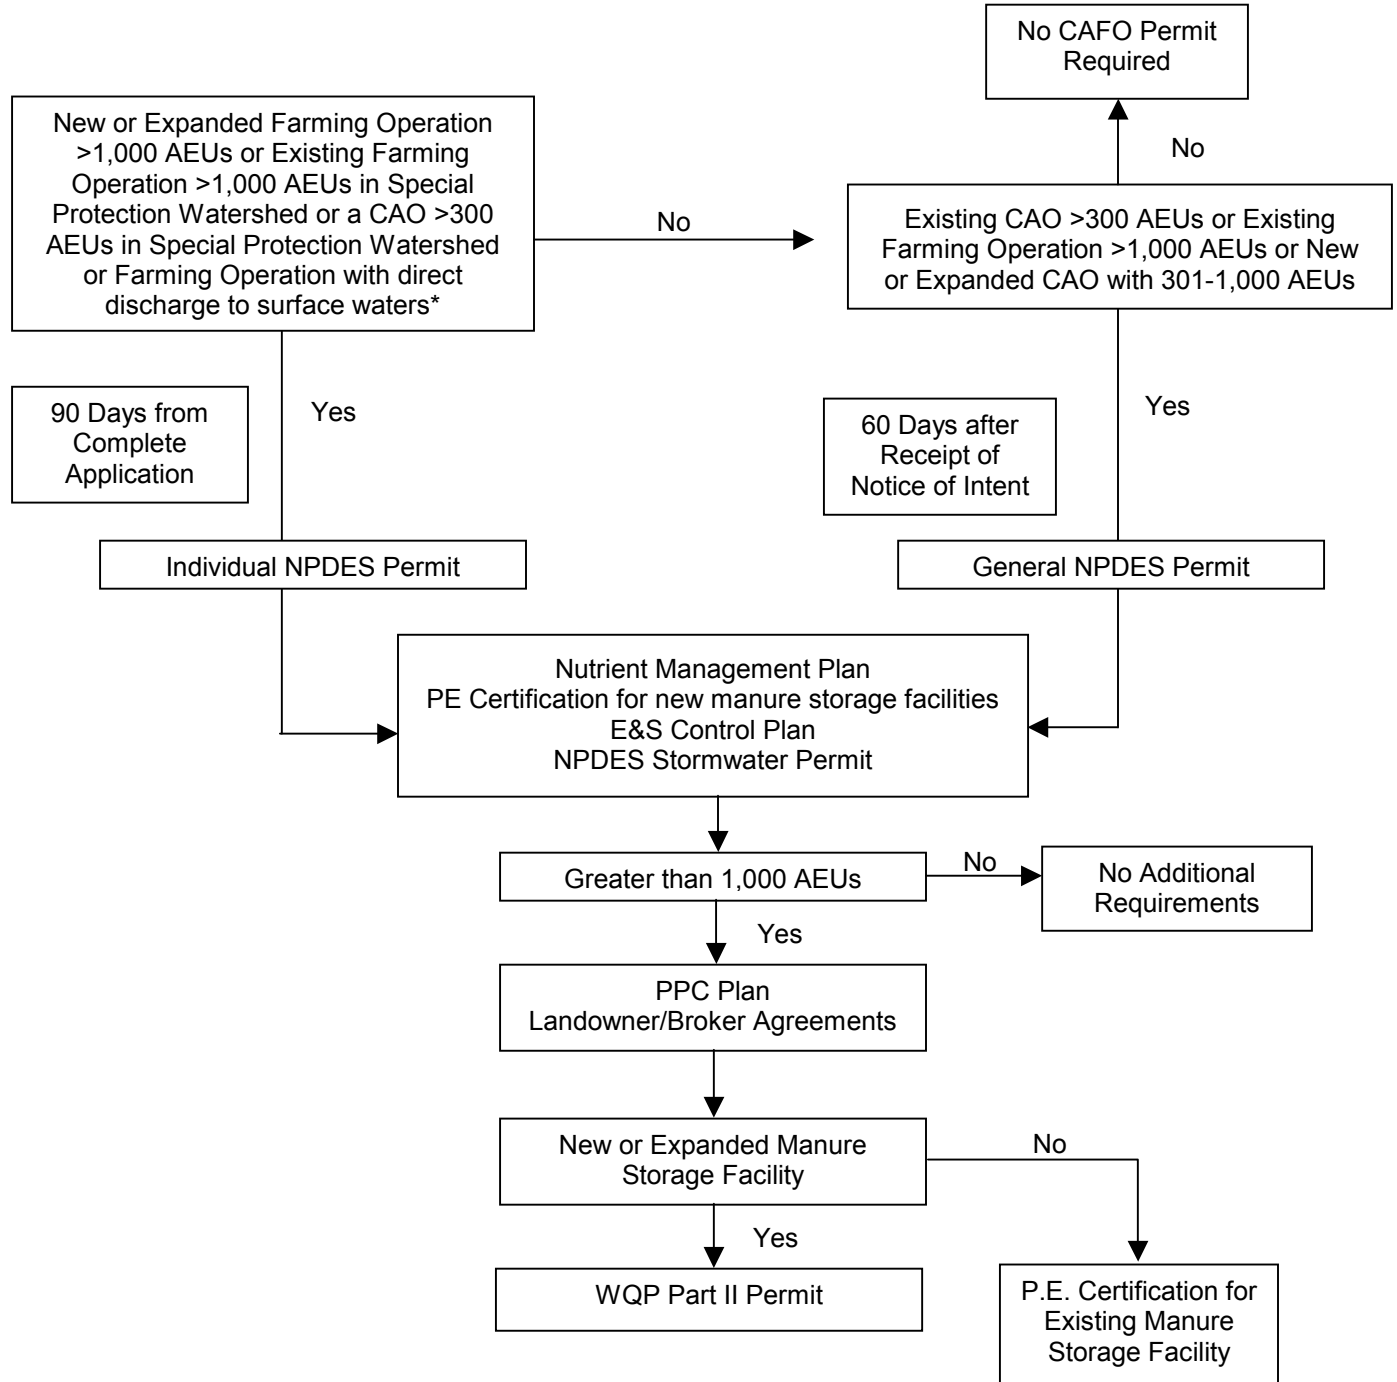 No CAFO Permit
Required
New or Expanded Farming Operation
>1,000 AEUs or Existing Farming
Operation >1,000 AEUs in Special
Protection Watershed or a CAO >300
AEUs in Special Protection Watershed
or Farming Operation with direct
discharge to surface waters*
No
No
Existing CAO >300 AEUs or Existing
Farming Operation >1,000 AEUs or New
or Expanded CAO with 301-1,000 AEUs
90 Days from
Complete
Application
Yes
60 Days after
Receipt of
Notice of Intent
Yes
Individual NPDES Permit
General NPDES Permit
Nutrient Management Plan
PE Certification for new manure storage facilities
E&S Control Plan
NPDES Stormwater Permit
Greater than 1,000 AEUs
No
No Additional
Requirements
Yes
PPC Plan
Landowner/Broker Agreements
New or Expanded Manure
Storage Facility
No
Yes
WQP Part II Permit
P.E. Certification for
Existing Manure
Storage Facility